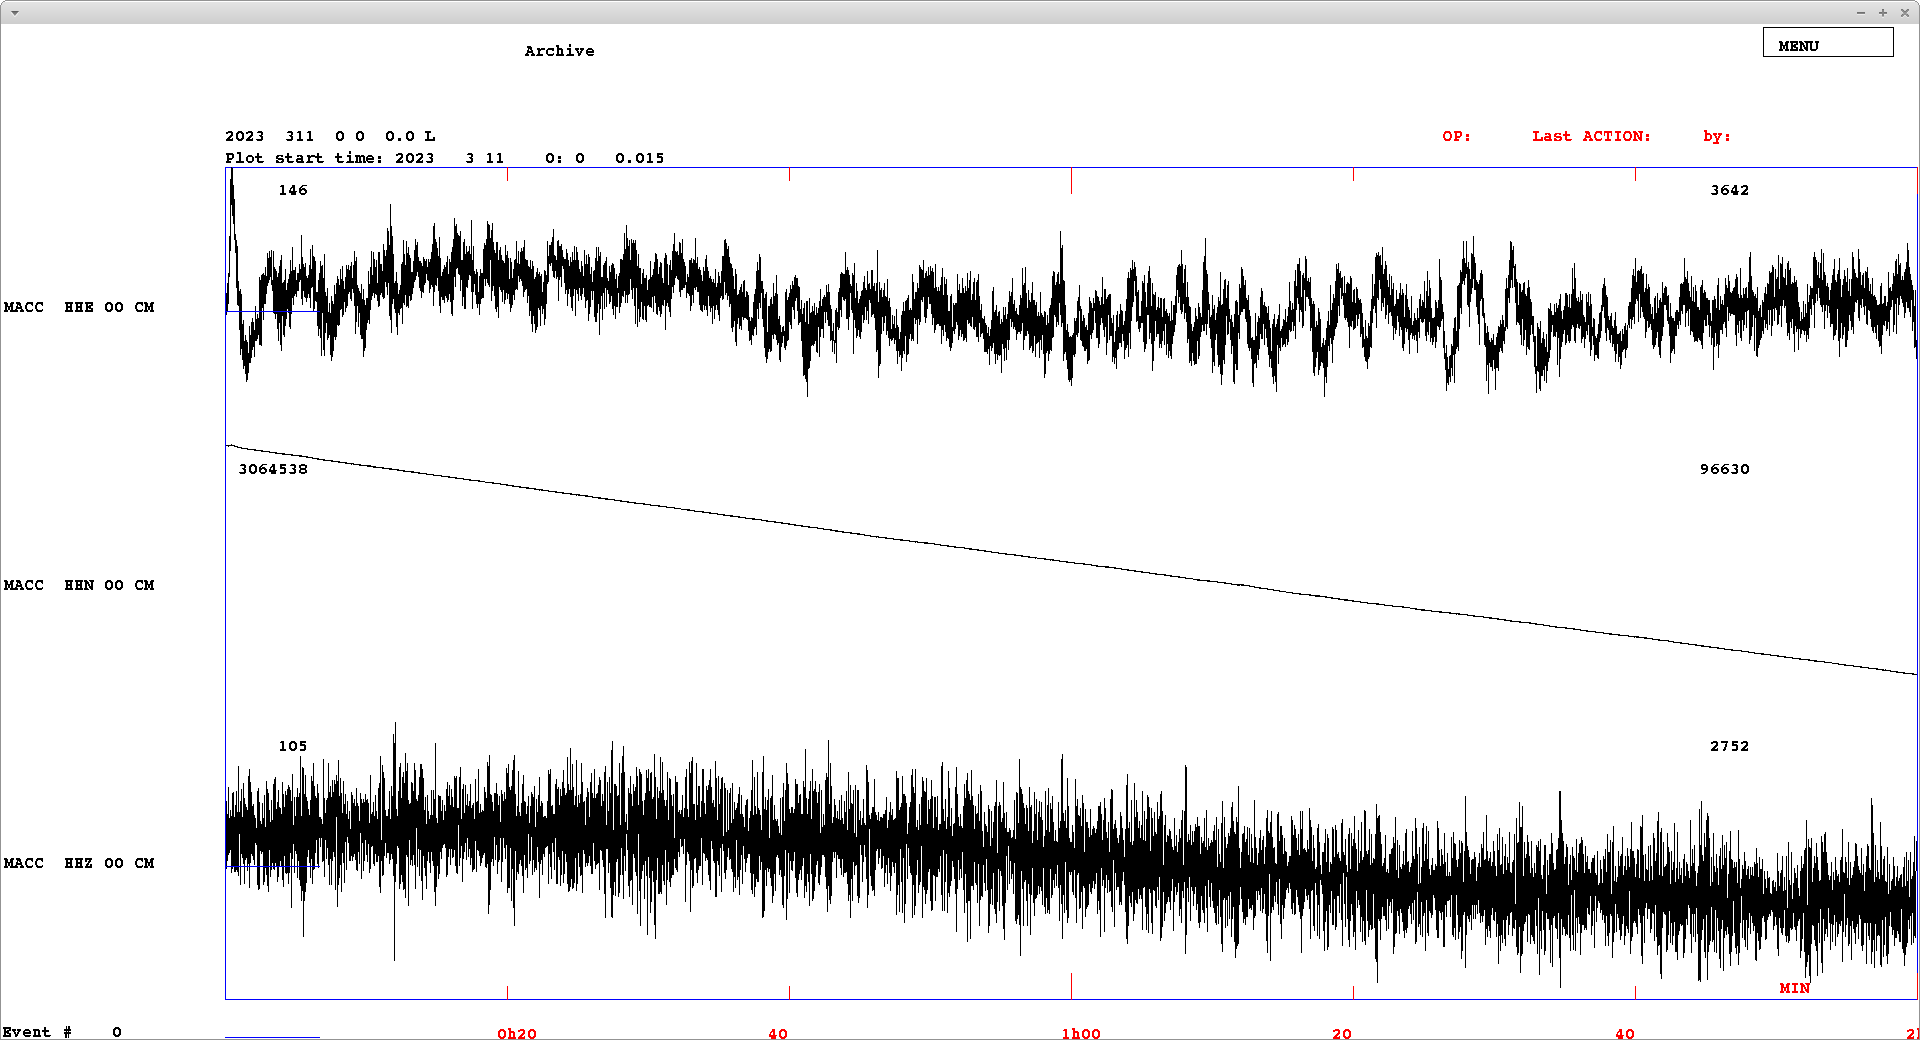 Archive
MENU
2023 311 0 0 0.0 L
OP: Last ACTION: by:
Plot start time: 2023 3 11 0: 0 0.015
146 3642
MACC HHE 00 CM
3064538 96630
MACC HHN 00 CM
105 2752
MACC HHZ 00 CM
MIN
Event # 0
0h20 40 1h00 20 40